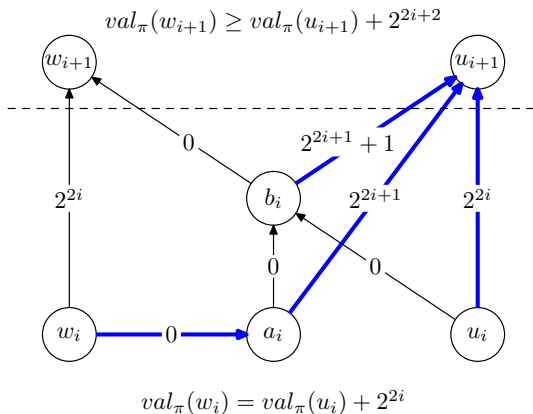 val_π(w_{i+1}) ≥ val_π(u_{i+1}) + 2^{2i+2}
w_{i+1}
u_{i+1}
0
2^{2i+1} + 1
2^{2i}
b_i
2^{2i+1}
2^{2i}
0
0
w_i
0
a_i
u_i
val_π(w_i) = val_π(u_i) + 2^{2i}